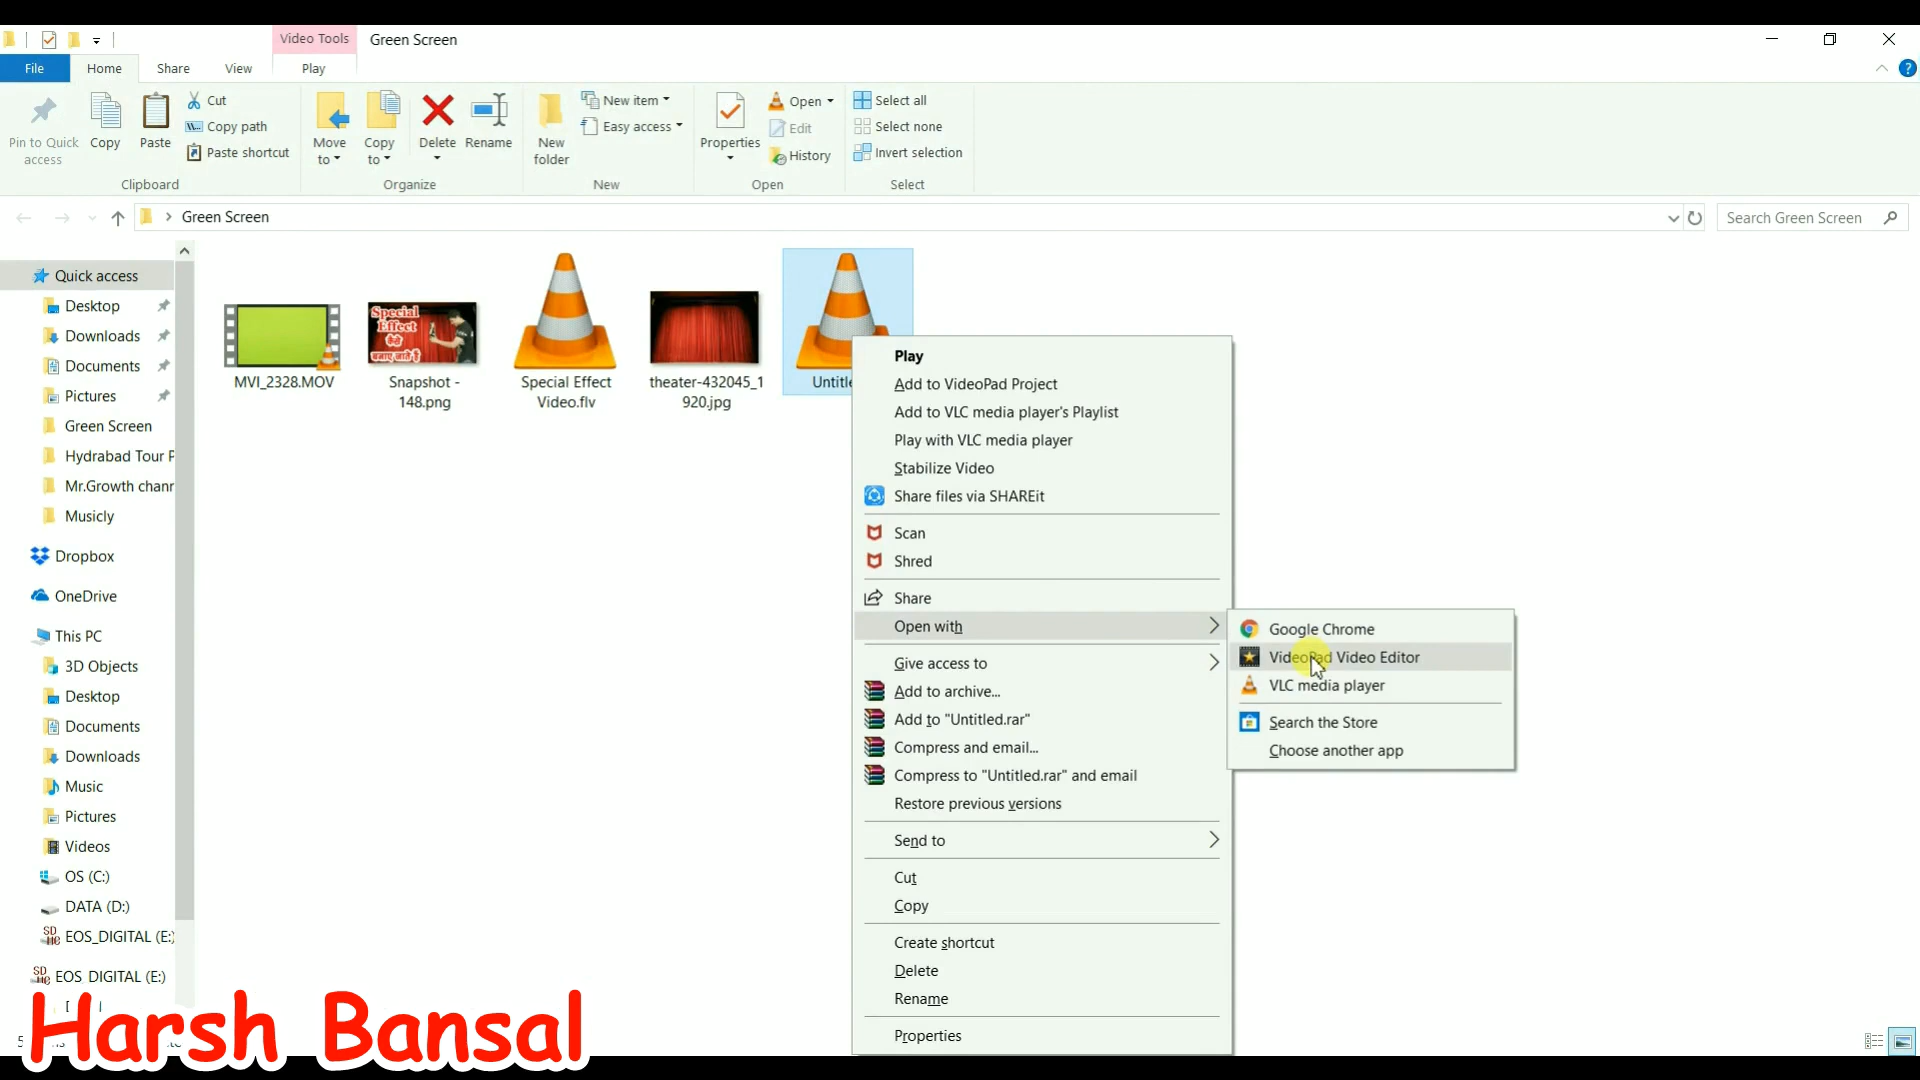 Video Tools
Green Screen
File
Home
Share
View
Play
Pin to Quick access
Copy
Paste
Cut
Copy path
Paste shortcut
Clipboard
Move to
Copy to
Delete
Rename
Organize
New folder
New item
Easy access
New
Properties
Open
Edit
History
Open
Select all
Select none
Invert selection
Select
Green Screen
Search Green Screen
Quick access
Desktop
Downloads
Documents
Pictures
Green Screen
Hydrabad Tour P
Mr.Growth chanr
Musicly
Dropbox
OneDrive
This PC
3D Objects
Desktop
Documents
Downloads
Music
Pictures
Videos
OS (C:)
DATA (D:)
EOS_DIGITAL (E:)
EOS_DIGITAL (E:)
Special
Effect
कैसे
बनाए जाते हैं
MVI_2328.MOV
Snapshot -
148.png
Special Effect
Video.flv
theater-432045_1
920.jpg
Untitle
Play
Add to VideoPad Project
Add to VLC media player's Playlist
Play with VLC media player
Stabilize Video
Share files via SHAREit
Scan
Shred
Share
Open with
Give access to
Add to archive...
Add to "Untitled.rar"
Compress and email...
Compress to "Untitled.rar" and email
Restore previous versions
Send to
Cut
Copy
Create shortcut
Delete
Rename
Properties
Google Chrome
VideoPad Video Editor
VLC media player
Search the Store
Choose another app
Harsh Bansal